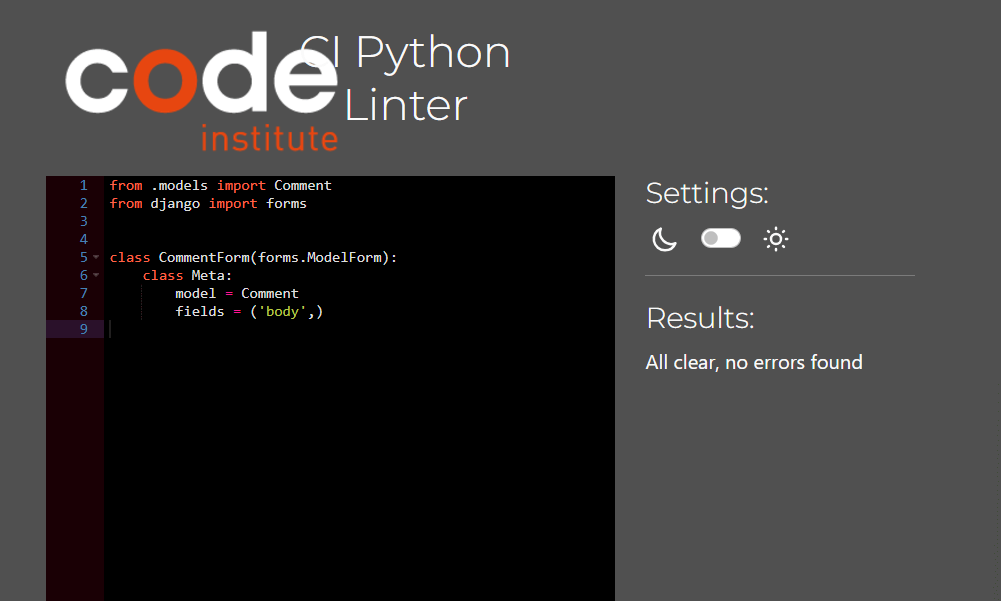 code
institute
CI Python
Linter
1 from .models import Comment
2 from django import forms
3
4
5 class CommentForm(forms.ModelForm):
6     class Meta:
7         model = Comment
8         fields = ('body',)
9
Settings:
Results:
All clear, no errors found